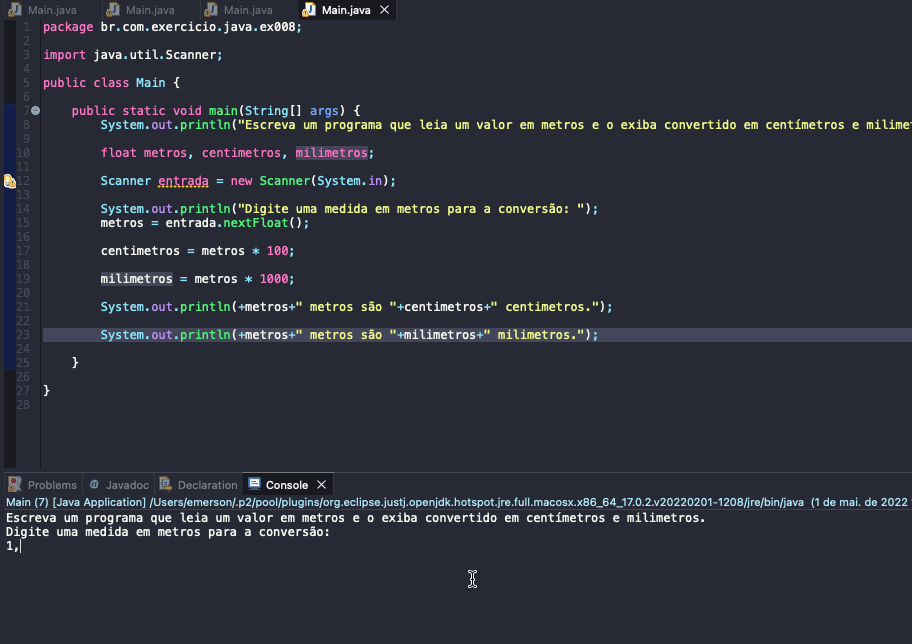 Main.java Main.java Main.java Main.java
1 package br.com.exercicio.java.ex008;
2
3 import java.util.Scanner;
4
5 public class Main {
6
7 public static void main(String[] args) {
8 System.out.println("Escreva um programa que leia um valor em metros e o exiba convertido em centímetros e milimet
9
10 float metros, centimetros, milimetros;
11
12 Scanner entrada = new Scanner(System.in);
13
14 System.out.println("Digite uma medida em metros para a conversão: ");
15 metros = entrada.nextFloat();
16
17 centimetros = metros * 100;
18
19 milimetros = metros * 1000;
20
21 System.out.println(+metros+" metros são "+centimetros+" centimetros.");
22
23 System.out.println(+metros+" metros são "+milimetros+" milimetros.");
24
25 }
26
27 }
28
Problems Javadoc Declaration Console
Main (7) [Java Application] /Users/emerson/.p2/pool/plugins/org.eclipse.justj.openjdk.hotspot.jre.full.macosx.x86_64_17.0.2.v20220201-1208/jre/bin/java (1 de mai. de 2022
Escreva um programa que leia um valor em metros e o exiba convertido em centímetros e milimetros.
Digite uma medida em metros para a conversão:
1,